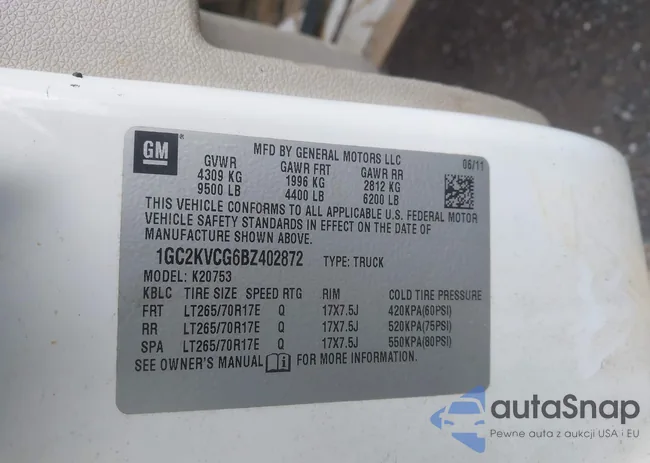 GM
MFD BY GENERAL MOTORS LLC
06/11
GVWR GAWR FRT GAWR RR
4309 KG 1996 KG 2812 KG
9500 LB 4400 LB 6200 LB
THIS VEHICLE CONFORMS TO ALL APPLICABLE U.S. FEDERAL MOTOR
VEHICLE SAFETY STANDARDS IN EFFECT ON THE DATE OF
MANUFACTURE SHOWN ABOVE.
1GC2KVCG6BZ402872 TYPE: TRUCK
MODEL: K20753
KBLC TIRE SIZE SPEED RTG RIM COLD TIRE PRESSURE
FRT LT265/70R17E Q 17X7.5J 420KPA(60PSI)
RR LT265/70R17E Q 17X7.5J 520KPA(75PSI)
SPA LT265/70R17E Q 17X7.5J 550KPA(80PSI)
SEE OWNER'S MANUAL FOR MORE INFORMATION.
autaSnap
Pewne auta z aukcji USA i EU